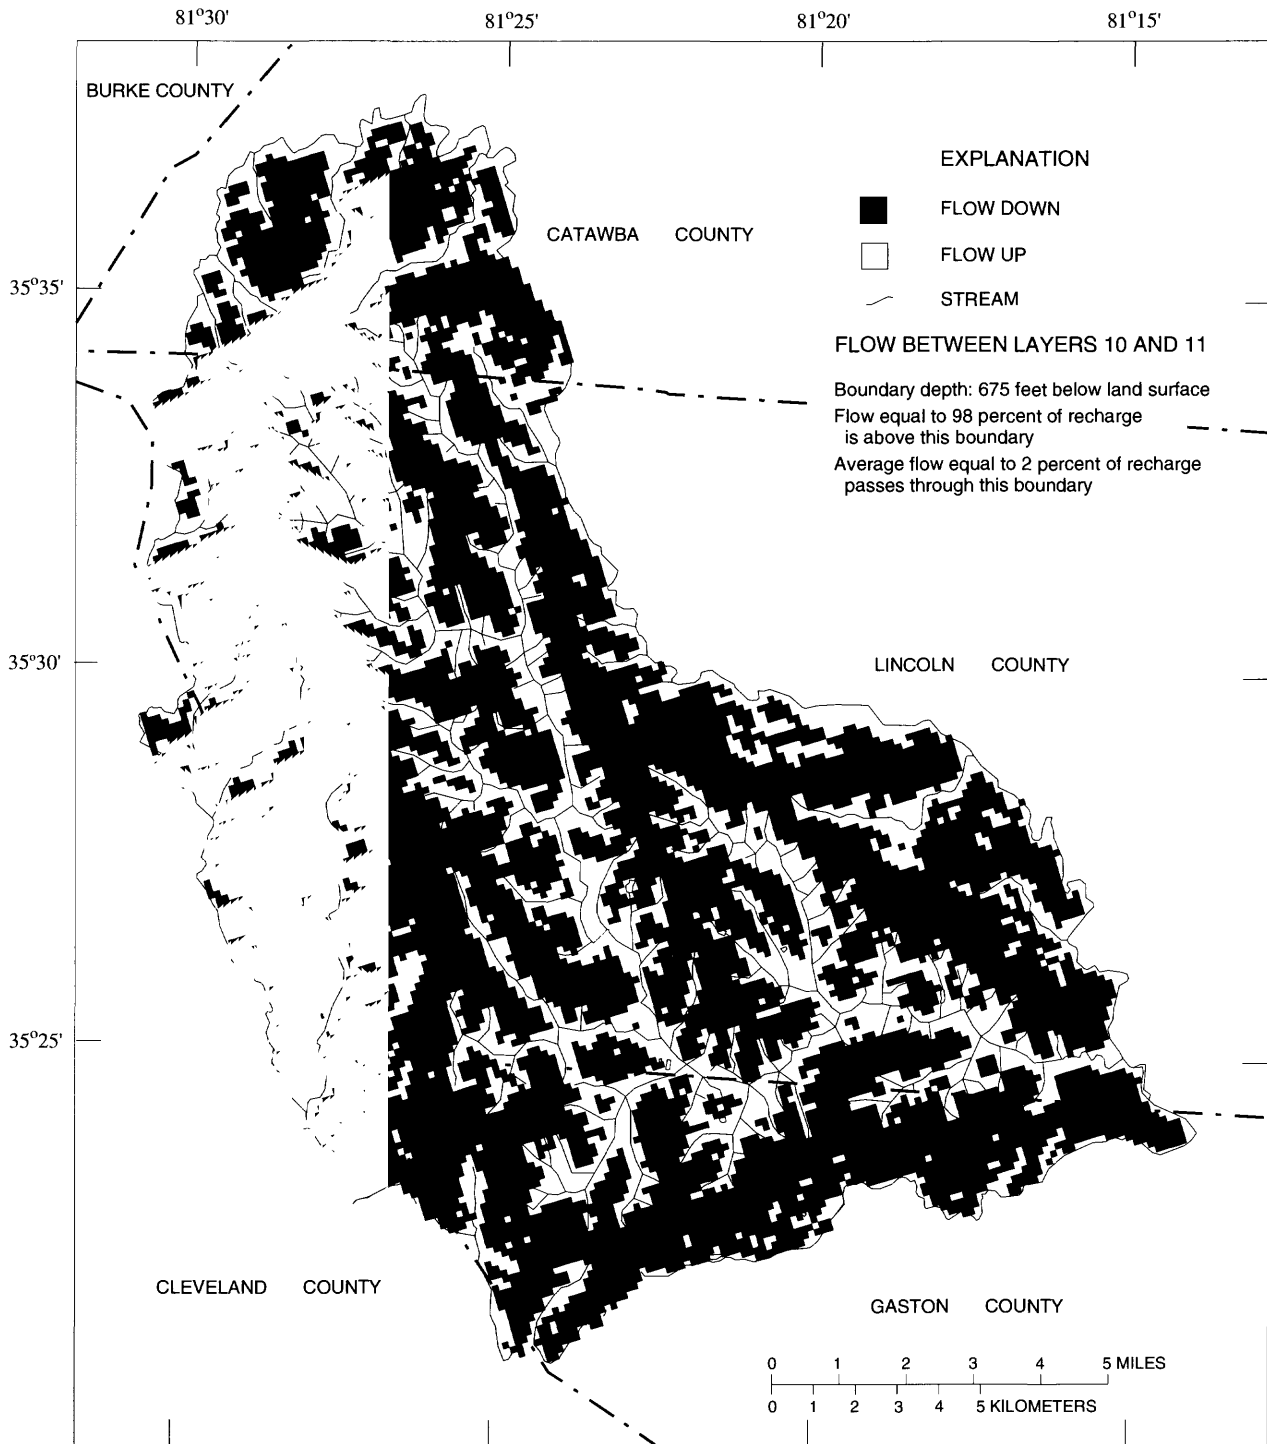 81°30' 81°25' 81°20' 81°15'
BURKE COUNTY
EXPLANATION
FLOW DOWN
CATAWBA COUNTY
FLOW UP
35°35'
STREAM
FLOW BETWEEN LAYERS 10 AND 11
Boundary depth: 675 feet below land surface
Flow equal to 98 percent of recharge
is above this boundary
Average flow equal to 2 percent of recharge
passes through this boundary
35°30'
LINCOLN COUNTY
35°25'
CLEVELAND COUNTY
GASTON COUNTY
0 1 2 3 4 5 MILES
0 1 2 3 4 5 KILOMETERS